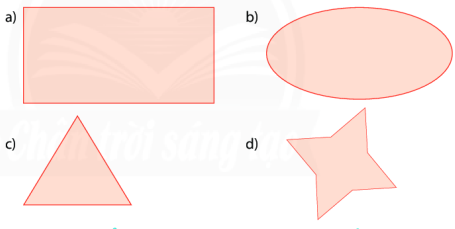 a)
b)
Chân trời sáng tạo
c)
d)